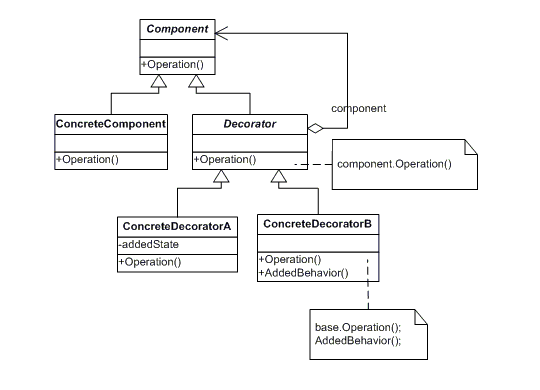 Component
+Operation()
component
ConcreteComponent
+Operation()
Decorator
+Operation()
component.Operation()
ConcreteDecoratorA
-addedState
+Operation()
ConcreteDecoratorB
+Operation()
+AddedBehavior()
base.Operation();
AddedBehavior();